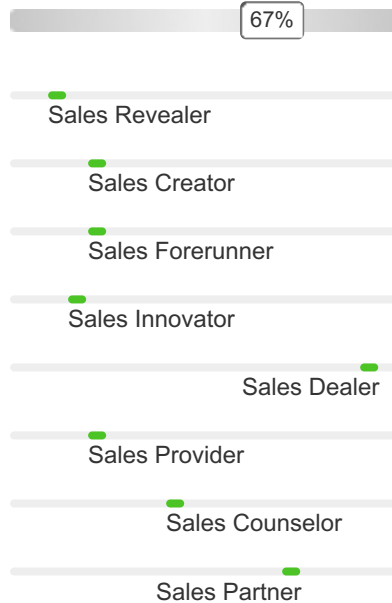 67%
Sales Revealer
Sales Creator
Sales Forerunner
Sales Innovator
Sales Dealer
Sales Provider
Sales Counselor
Sales Partner